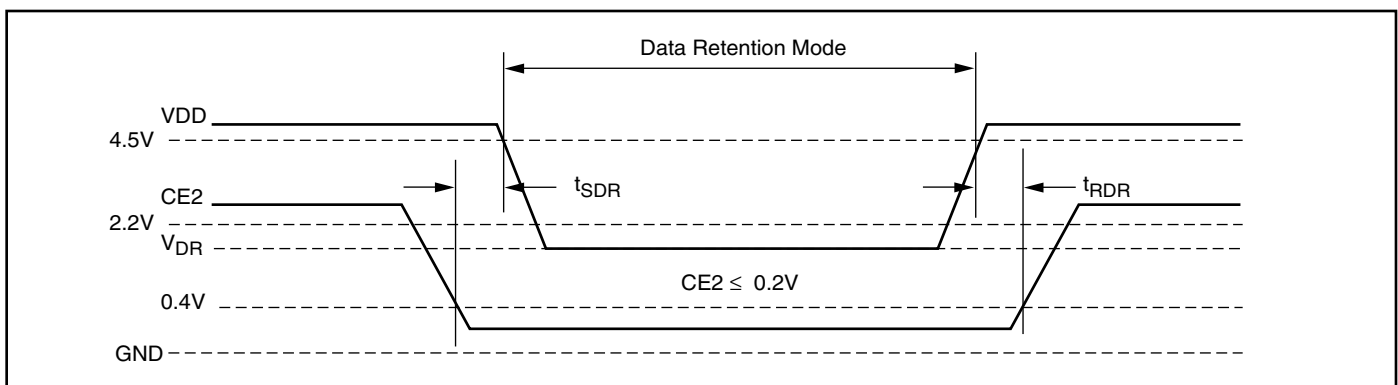 Data Retention Mode
VDD
4.5V
tSDR
tRDR
CE2
2.2V
VDR
CE2 ≤ 0.2V
0.4V
GND